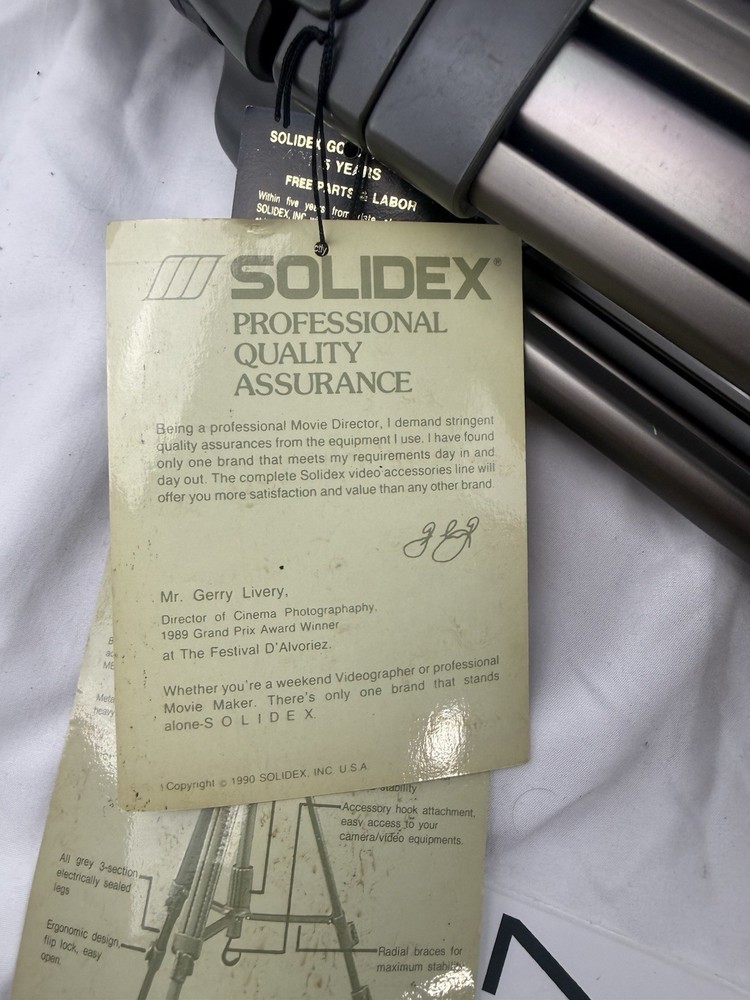 SOLIDEX GO
5 YEARS
FREE PARTS & LABOR
Within five years from date
SOLIDEX, INC
SOLIDEX®
PROFESSIONAL
QUALITY
ASSURANCE
Being a professional Movie Director, I demand stringent
quality assurances from the equipment I use. I have found
only one brand that meets my requirements day in and
day out. The complete Solidex video accessories line will
offer you more satisfaction and value than any other brand
Mr. Gerry Livery,
Director of Cinema Photographaphy,
1989 Grand Prix Award Winner
at The Festival D'Alvoriez.
Whether you're a weekend Videographer or professional
Movie Maker. There's only one brand that stands
alone-S O L I D E X
Copyright © 1990 SOLIDEX, INC U.S.A
stability
Accessory hook attachment,
easy access to your
camera/video equipments.
All grey 3-section
electrically sealed
legs
Ergonomic design,
flip lock, easy
open.
Radial braces for
maximum stability